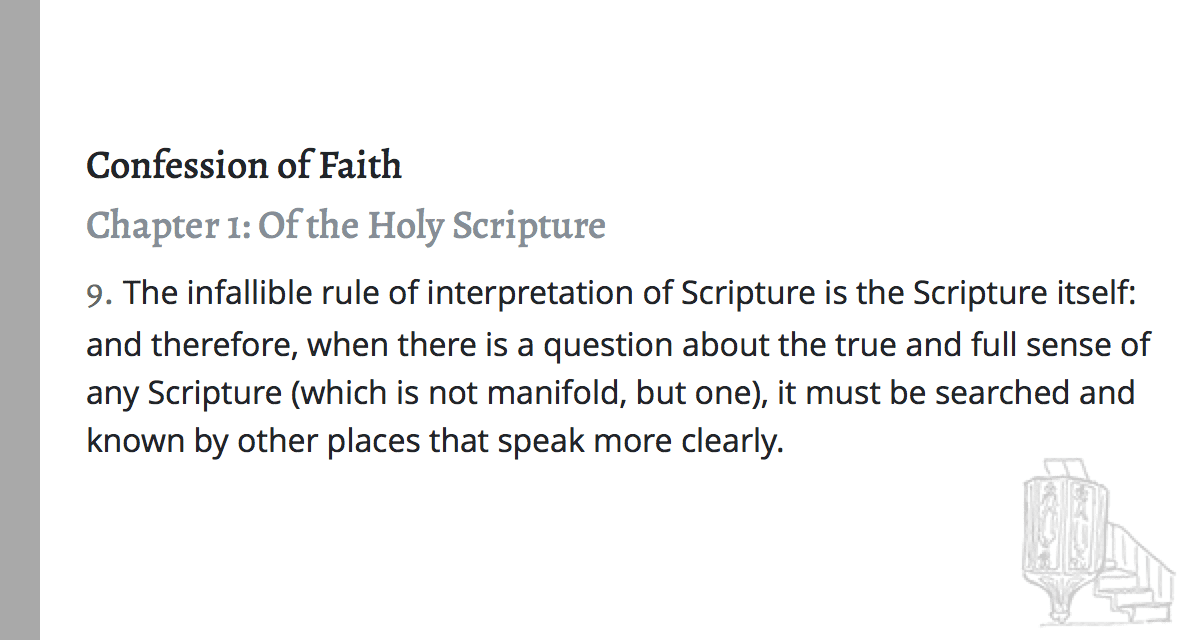 Confession of Faith
Chapter 1: Of the Holy Scripture
9. The infallible rule of interpretation of Scripture is the Scripture itself:
and therefore, when there is a question about the true and full sense of
any Scripture (which is not manifold, but one), it must be searched and
known by other places that speak more clearly.